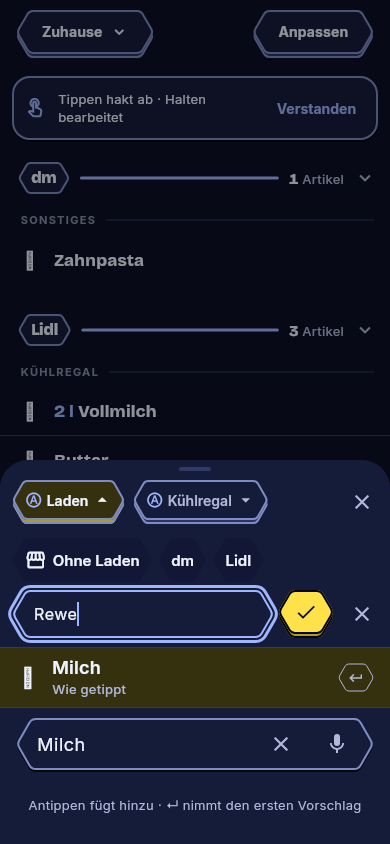 Zuhause
Anpassen
Tippen hakt ab · Halten
bearbeitet
Verstanden
dm
1 Artikel
SONSTIGES
Zahnpasta
Lidl
3 Artikel
KÜHLREGAL
2 l Vollmilch
Butter
A Laden
A Kühlregal
Ohne Laden
dm
Lidl
Rewe
Milch
Wie getippt
Milch
Antippen fügt hinzu · ↵ nimmt den ersten Vorschlag